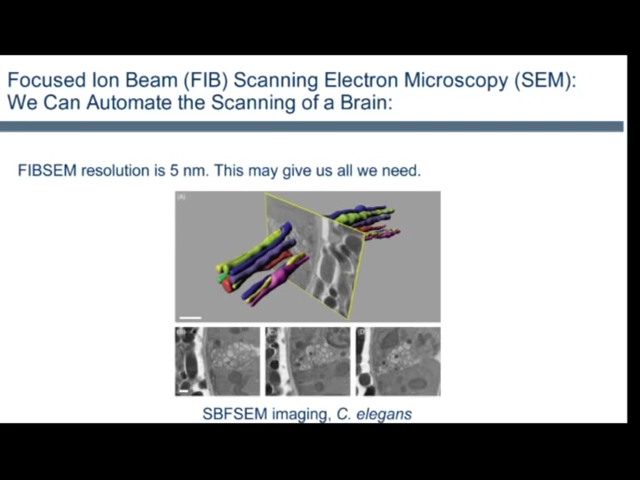 Focused Ion Beam (FIB) Scanning Electron Microscopy (SEM):
We Can Automate the Scanning of a Brain:
FIBSEM resolution is 5 nm. This may give us all we need.
(A)
SBFSEM imaging, C. elegans